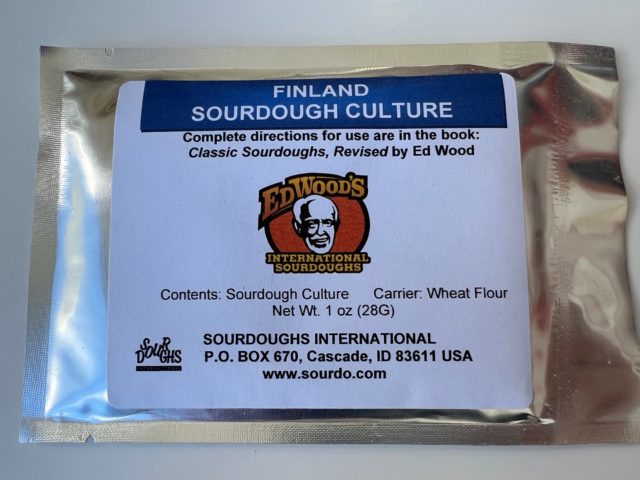 FINLAND
SOURDOUGH CULTURE
Complete directions for use are in the book:
Classic Sourdoughs, Revised by Ed Wood
ED WOOD'S
INTERNATIONAL
SOURDOUGHS
Contents: Sourdough Culture Carrier: Wheat Flour
Net Wt. 1 oz (28G)
SOURDOUGHS
INTERNATIONAL
SOURDOUGHS INTERNATIONAL
P.O. BOX 670, Cascade, ID 83611 USA
www.sourdo.com